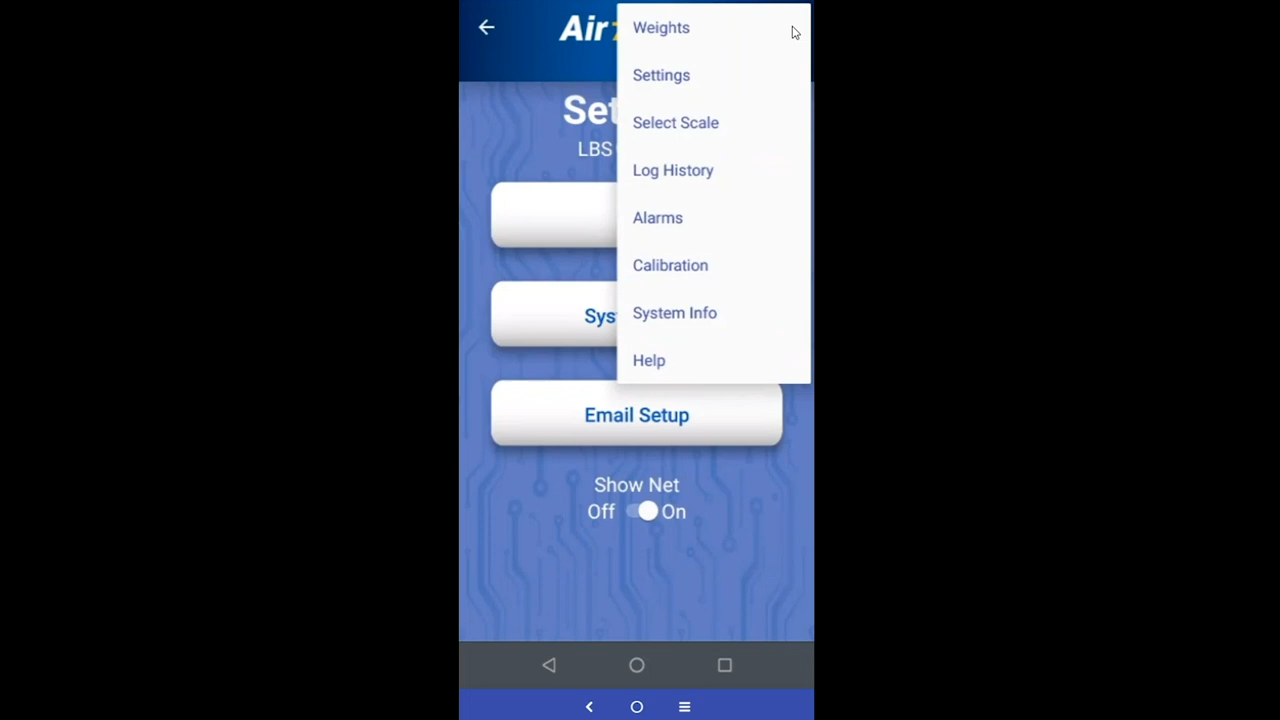 Air
Weights
Settings
Select Scale
Log History
Alarms
Calibration
System Info
Help
Set
LBS
Sys
Email Setup
Show Net
Off On